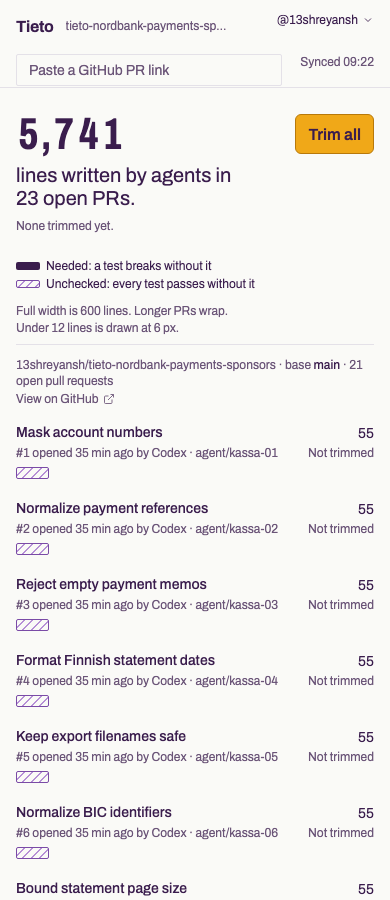 Tieto
tieto-nordbank-payments-sp...
@13shreyansh
Paste a GitHub PR link
Synced 09:22
5,741
Trim all
lines written by agents in
23 open PRs.
None trimmed yet.
Needed: a test breaks without it
Unchecked: every test passes without it
Full width is 600 lines. Longer PRs wrap.
Under 12 lines is drawn at 6 px.
13shreyansh/tieto-nordbank-payments-sponsors · base main · 21
open pull requests
View on GitHub
Mask account numbers
55
#1 opened 35 min ago by Codex · agent/kassa-01
Not trimmed
Normalize payment references
55
#2 opened 35 min ago by Codex · agent/kassa-02
Not trimmed
Reject empty payment memos
55
#3 opened 35 min ago by Codex · agent/kassa-03
Not trimmed
Format Finnish statement dates
55
#4 opened 35 min ago by Codex · agent/kassa-04
Not trimmed
Keep export filenames safe
55
#5 opened 35 min ago by Codex · agent/kassa-05
Not trimmed
Normalize BIC identifiers
55
#6 opened 35 min ago by Codex · agent/kassa-06
Not trimmed
Bound statement page size
55